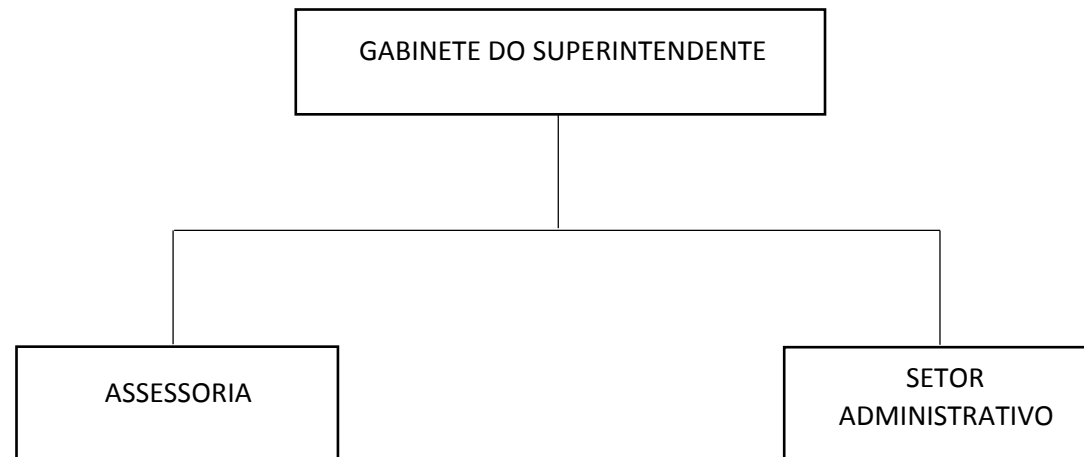 GABINETE DO SUPERINTENDENTE
ASSESSORIA
SETOR
ADMINISTRATIVO